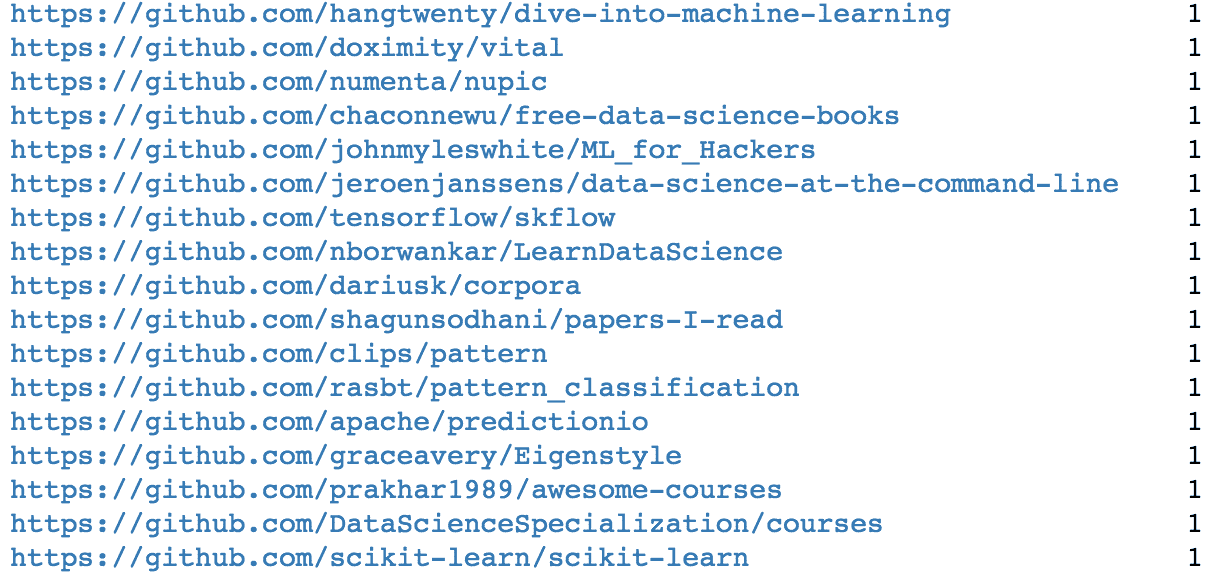 https://github.com/hangtwenty/dive-into-machine-learning 1
https://github.com/doximity/vital 1
https://github.com/numenta/nupic 1
https://github.com/chaconnewu/free-data-science-books 1
https://github.com/johnmyleswhite/ML_for_Hackers 1
https://github.com/jeroenjanssens/data-science-at-the-command-line 1
https://github.com/tensorflow/skflow 1
https://github.com/nborwankar/LearnDataScience 1
https://github.com/dariusk/corpora 1
https://github.com/shagunsodhani/papers-I-read 1
https://github.com/clips/pattern 1
https://github.com/rasbt/pattern_classification 1
https://github.com/apache/predictionio 1
https://github.com/graceavery/Eigenstyle 1
https://github.com/prakhar1989/awesome-courses 1
https://github.com/DataScienceSpecialization/courses 1
https://github.com/scikit-learn/scikit-learn 1